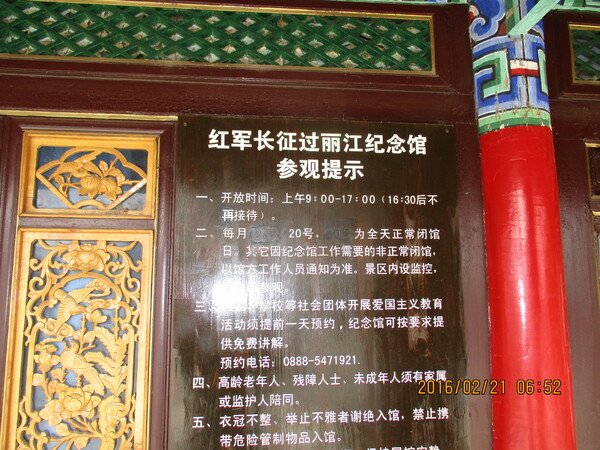 红军长征过丽江纪念馆
参观提示
一、开放时间：上午9：00-17：00（16:30后不
再接待）。
二、每月 20号， 为全天正常闭馆
日。其它因纪念馆工作需要的非正常闭馆，
以馆方工作人员通知为准。景区内设监控，
观。
三、 学校等社会团体开展爱国主义教育
活动须提前一天预约，纪念馆可按要求提
供免费讲解。
预约电话：0888-5471921.
四、高龄老年人、残障人士、未成年人须有家属
或监护人陪同。
五、衣冠不整、举止不雅者谢绝入馆，禁止携
带危险管制物品入馆。
2016/02/21 06:52